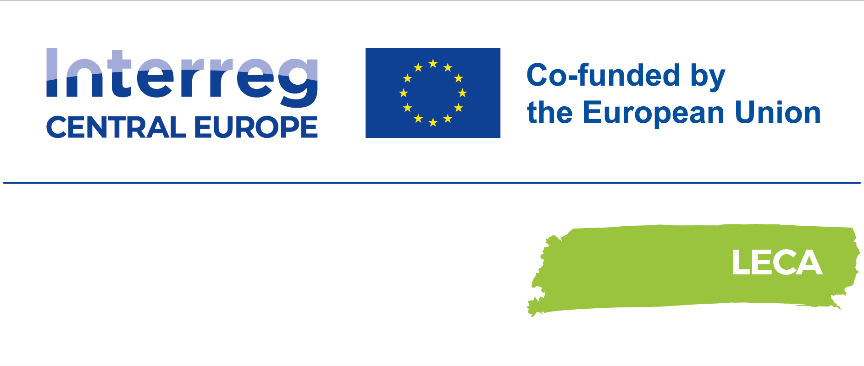 Interreg
CENTRAL EUROPE
Co-funded by
the European Union
LECA